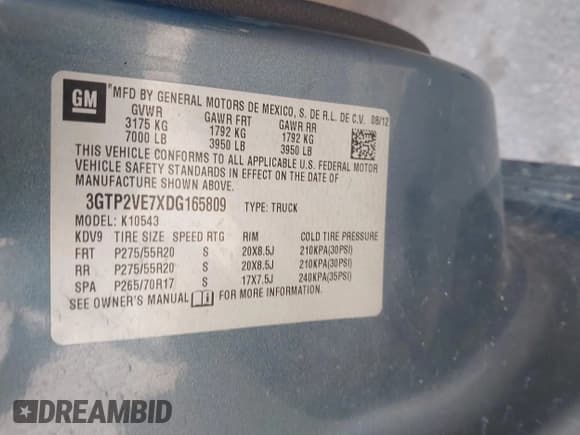 GM
*MFD BY GENERAL MOTORS DE MEXICO, S. DE R.L. DE C.V. 08/12
GVWR GAWR FRT GAWR RR
3175 KG 1792 KG 1792 KG
7000 LB 3950 LB 3950 LB
THIS VEHICLE CONFORMS TO ALL APPLICABLE U.S. FEDERAL MOTOR
VEHICLE SAFETY STANDARDS IN EFFECT ON THE DATE OF
MANUFACTURE SHOWN ABOVE.
3GTP2VE7XDG165809 TYPE: TRUCK
MODEL: K10543
KDV9 TIRE SIZE SPEED RTG RIM COLD TIRE PRESSURE
FRT P275/55R20 S 20X8.5J 210KPA(30PSI)
RR P275/55R20 S 20X8.5J 210KPA(30PSI)
SPA P265/70R17 S 17X7.5J 240KPA(35PSI)
SEE OWNER'S MANUAL FOR MORE INFORMATION.
DREAMBID